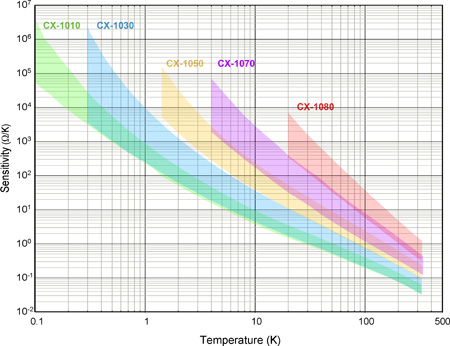 10⁷
CX-1010 CX-1030
10⁶
CX-1050 CX-1070
10⁵
10⁴
CX-1080
10³
10²
10¹
10⁰
10⁻¹
10⁻²
Sensitivity (Ω/K)
0.1 1 10 100 500
Temperature (K)